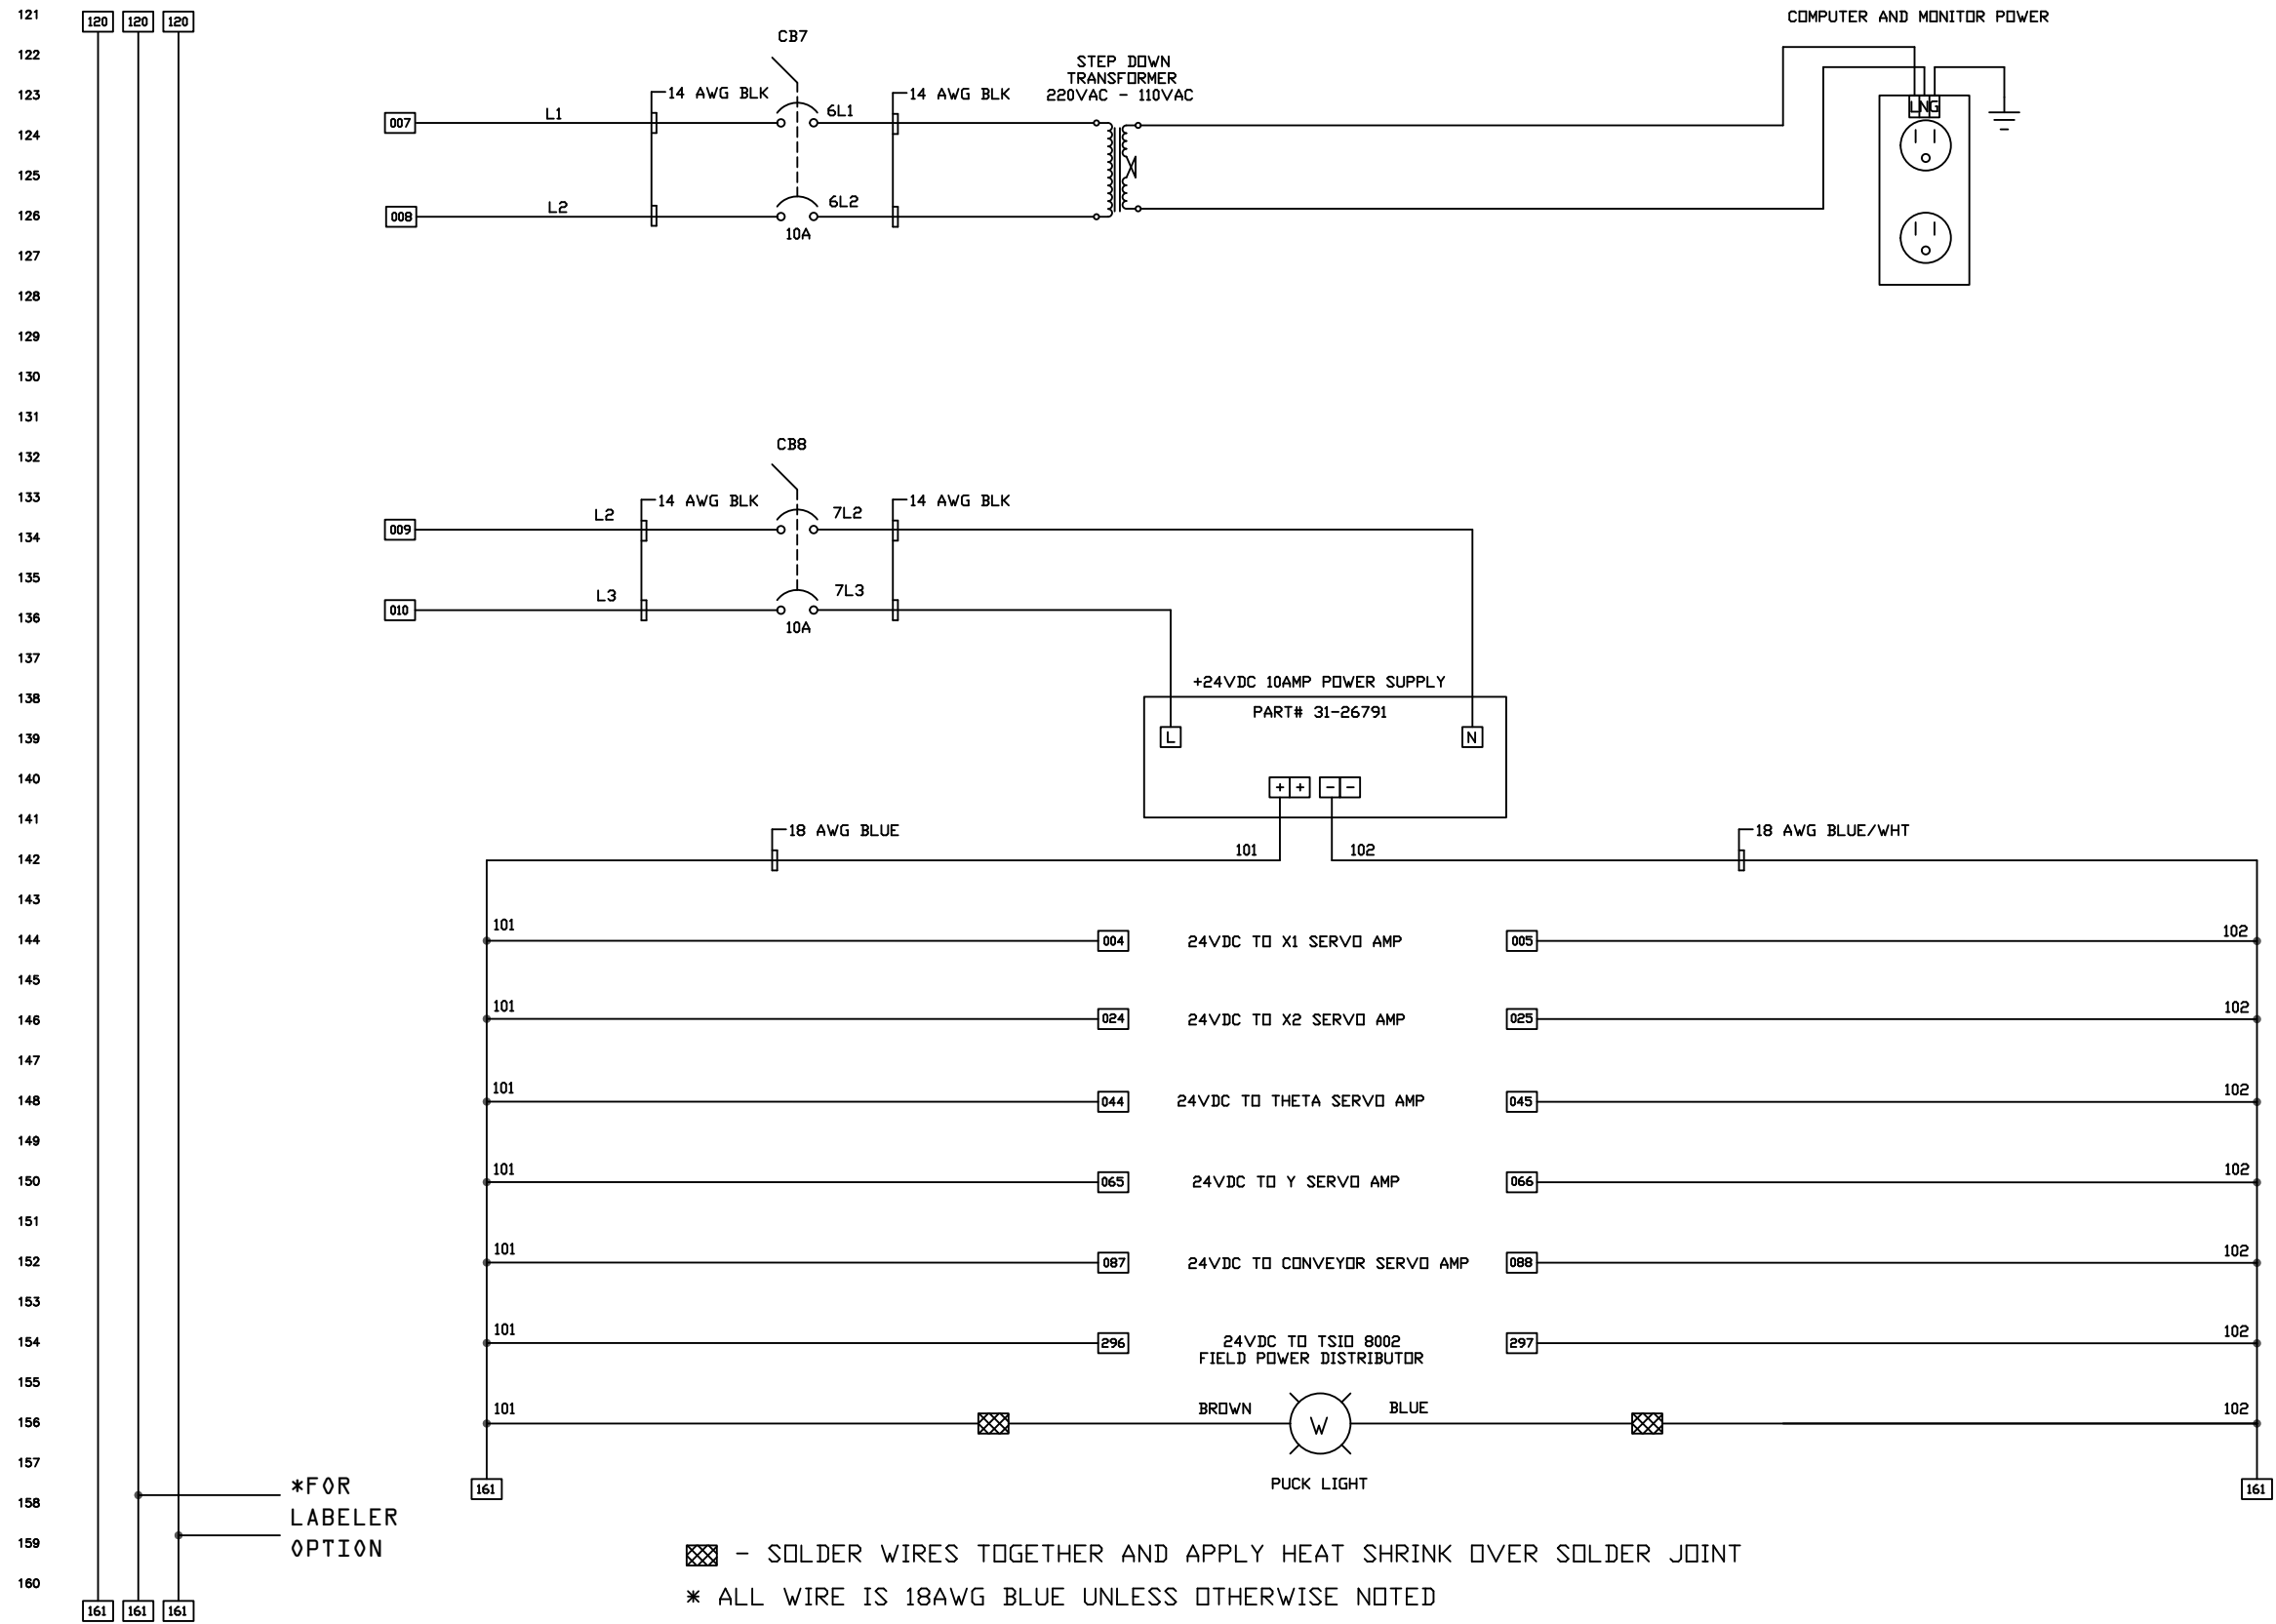 121
120 120 120
COMPUTER AND MONITOR POWER
CB7
122
STEP DOWN
TRANSFORMER
220VAC - 110VAC
123
14 AWG BLK
14 AWG BLK
LNG
007
L1
6L1
124
125
008
L2
6L2
126
10A
127
128
129
130
131
CB8
132
133
14 AWG BLK
14 AWG BLK
009
L2
7L2
134
135
010
L3
7L3
136
10A
137
+24VDC 10AMP POWER SUPPLY
138
PART# 31-26791
139
L
N
140
+ + - -
141
18 AWG BLUE
18 AWG BLUE/WHT
142
101
102
143
101
102
144
004
24VDC TO X1 SERVO AMP
005
145
101
102
146
024
24VDC TO X2 SERVO AMP
025
147
101
102
148
044
24VDC TO THETA SERVO AMP
045
149
101
102
150
065
24VDC TO Y SERVO AMP
066
151
101
102
152
087
24VDC TO CONVEYOR SERVO AMP
088
153
101
102
154
296
24VDC TO TSIO 8002
FIELD POWER DISTRIBUTOR
297
155
101
BROWN
BLUE
102
156
W
157
PUCK LIGHT
161
161
158
*FOR
LABELER
OPTION
159
- SOLDER WIRES TOGETHER AND APPLY HEAT SHRINK OVER SOLDER JOINT
160
* ALL WIRE IS 18AWG BLUE UNLESS OTHERWISE NOTED
161 161 161